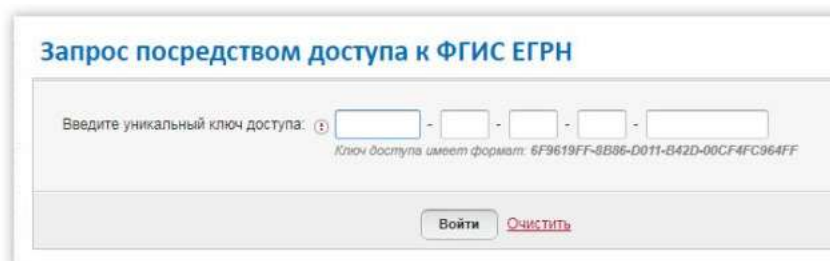 Запрос посредством доступа к ФГИС ЕГРН
Введите уникальный ключ доступа: - - - -
Ключ доступа имеет формат: 6F9619FF-8B86-D011-B42D-00CF4FC964FF
Войти Очистить